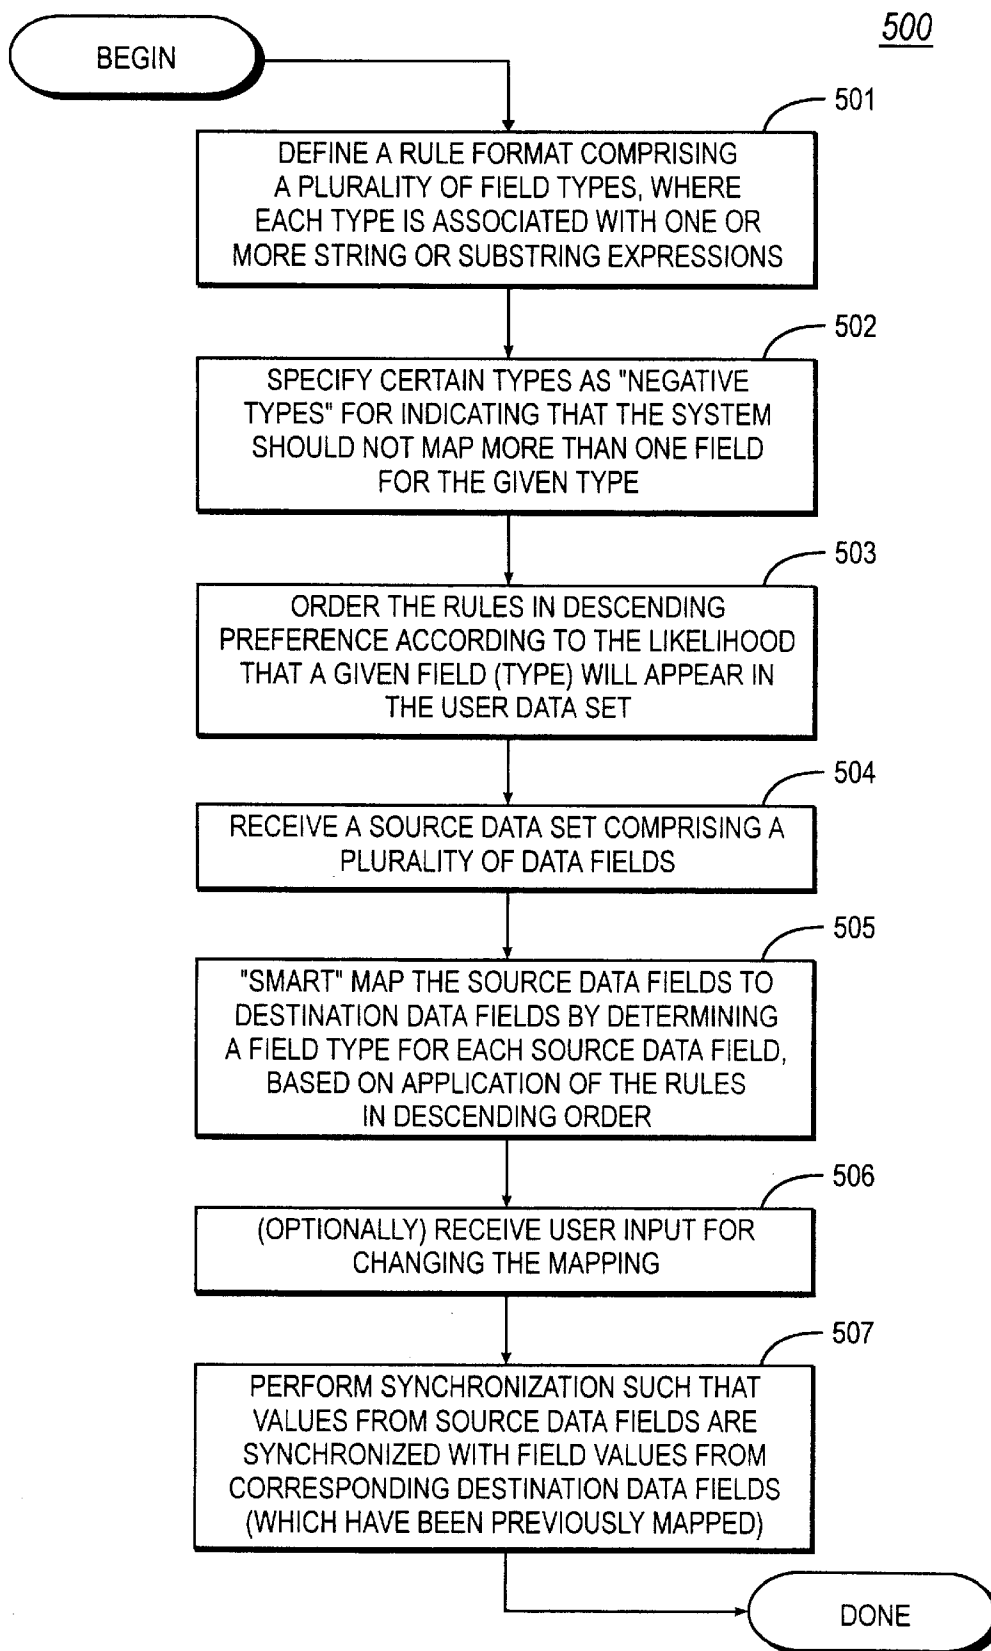 500
BEGIN
501
DEFINE A RULE FORMAT COMPRISING
A PLURALITY OF FIELD TYPES, WHERE
EACH TYPE IS ASSOCIATED WITH ONE OR
MORE STRING OR SUBSTRING EXPRESSIONS
502
SPECIFY CERTAIN TYPES AS "NEGATIVE
TYPES" FOR INDICATING THAT THE SYSTEM
SHOULD NOT MAP MORE THAN ONE FIELD
FOR THE GIVEN TYPE
503
ORDER THE RULES IN DESCENDING
PREFERENCE ACCORDING TO THE LIKELIHOOD
THAT A GIVEN FIELD (TYPE) WILL APPEAR IN
THE USER DATA SET
504
RECEIVE A SOURCE DATA SET COMPRISING A
PLURALITY OF DATA FIELDS
505
"SMART" MAP THE SOURCE DATA FIELDS TO
DESTINATION DATA FIELDS BY DETERMINING
A FIELD TYPE FOR EACH SOURCE DATA FIELD,
BASED ON APPLICATION OF THE RULES
IN DESCENDING ORDER
506
(OPTIONALLY) RECEIVE USER INPUT FOR
CHANGING THE MAPPING
507
PERFORM SYNCHRONIZATION SUCH THAT
VALUES FROM SOURCE DATA FIELDS ARE
SYNCHRONIZED WITH FIELD VALUES FROM
CORRESPONDING DESTINATION DATA FIELDS
(WHICH HAVE BEEN PREVIOUSLY MAPPED)
DONE